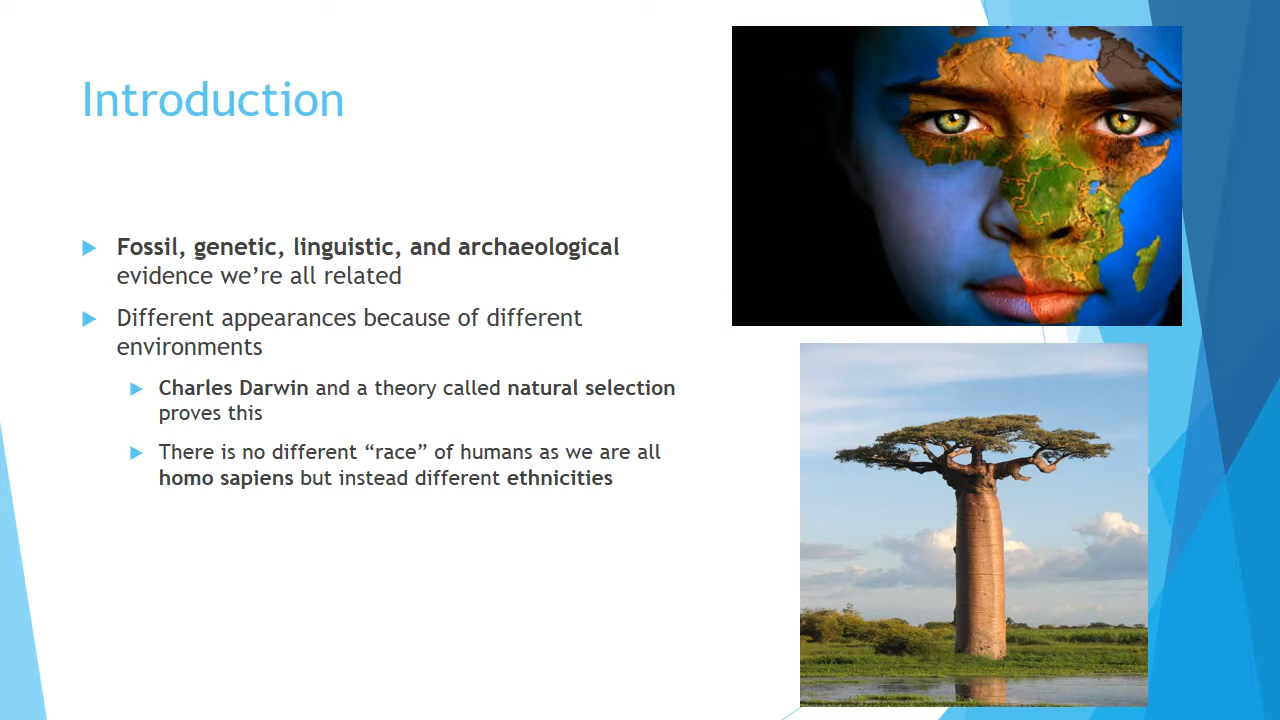 Introduction
Fossil, genetic, linguistic, and archaeological
evidence we’re all related
Different appearances because of different
environments
Charles Darwin and a theory called natural selection
proves this
There is no different “race” of humans as we are all
homo sapiens but instead different ethnicities